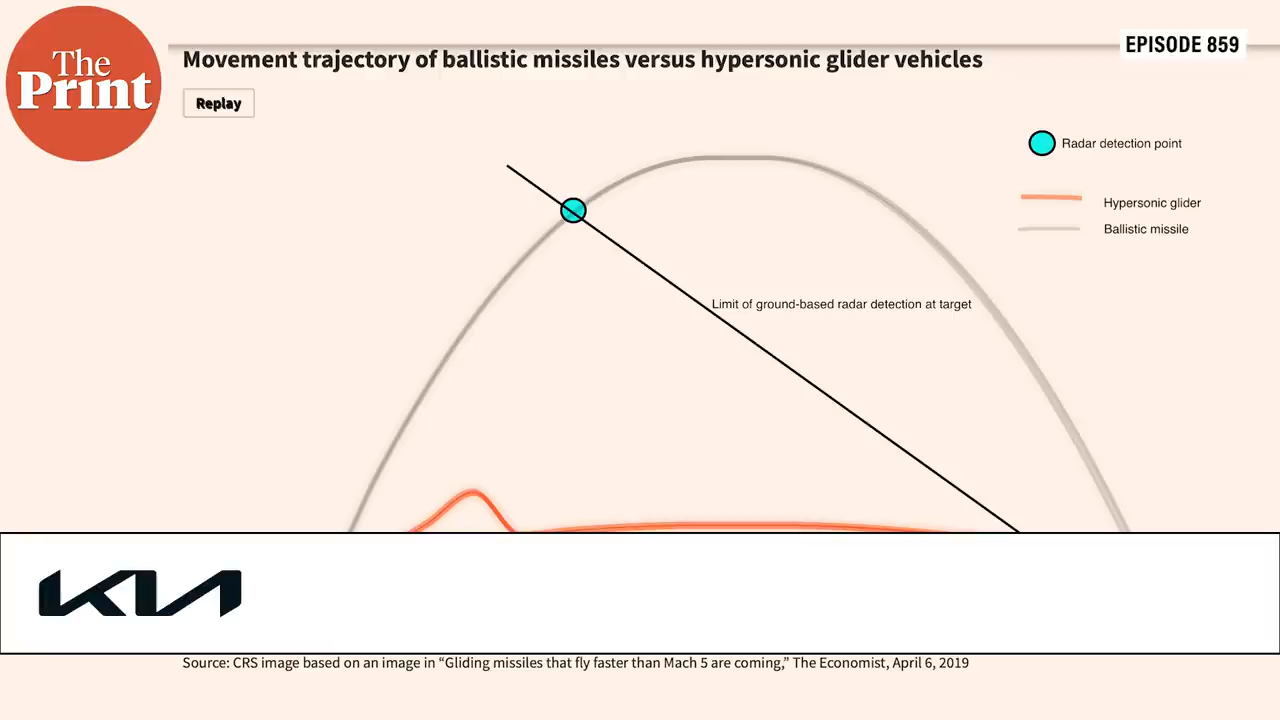 The
Print
EPISODE 859
Movement trajectory of ballistic missiles versus hypersonic glider vehicles
Replay
Radar detection point
Hypersonic glider
Ballistic missile
Limit of ground-based radar detection at target
KIA
Source: CRS image based on an image in “Gliding missiles that fly faster than Mach 5 are coming,” The Economist, April 6, 2019